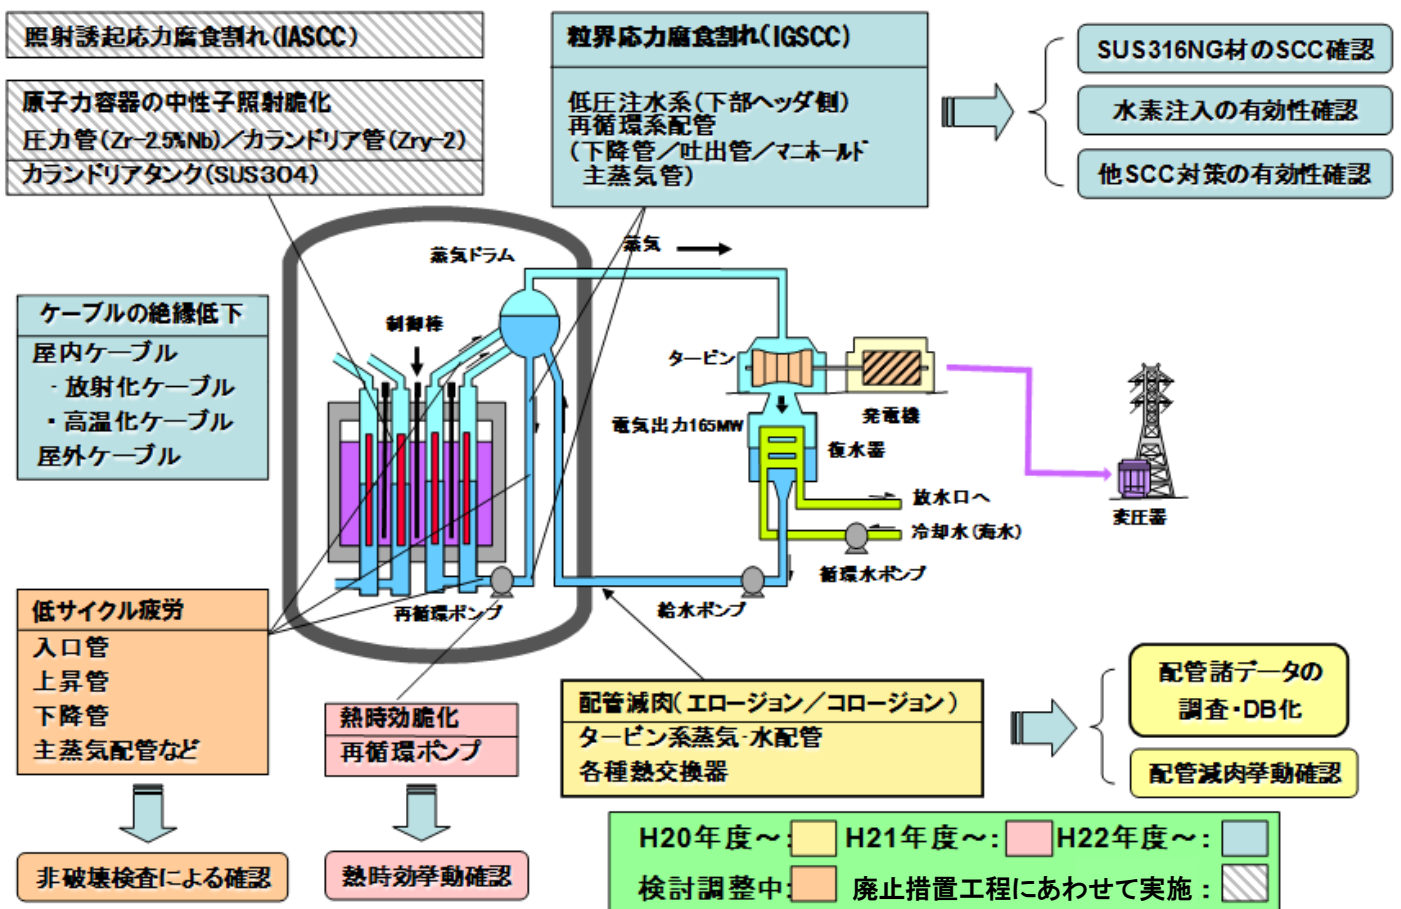 照射誘起応力腐食割れ(IASCC)
原子力容器の中性子照射脆化
圧力管(Zr-2.5%Nb)／カランドリア管(Zry-2)
カランドリアタンク(SUS304)
粒界応力腐食割れ(IGSCC)
低圧注水系(下部ヘッダ側)
再循環系配管
(下降管／吐出管／マニホールド
主蒸気管)
SUS316NG材のSCC確認
水素注入の有効性確認
他SCC対策の有効性確認
蒸気ドラム
蒸気
制御棒
タービン
発電機
電気出力165MW
復水器
放水口へ
冷却水(海水)
循環水ポンプ
変圧器
再循環ポンプ
給水ポンプ
ケーブルの絶縁低下
屋内ケーブル
・放射化ケーブル
・高温化ケーブル
屋外ケーブル
低サイクル疲労
入口管
上昇管
下降管
主蒸気配管など
非破壊検査による確認
熱時効脆化
再循環ポンプ
熱時効挙動確認
配管減肉(エロージョン／コロージョン)
タービン系蒸気・水配管
各種熱交換器
配管諸データの
調査・DB化
配管減肉挙動確認
H20年度～: H21年度～: H22年度～:
検討調整中: 廃止措置工程にあわせて実施: